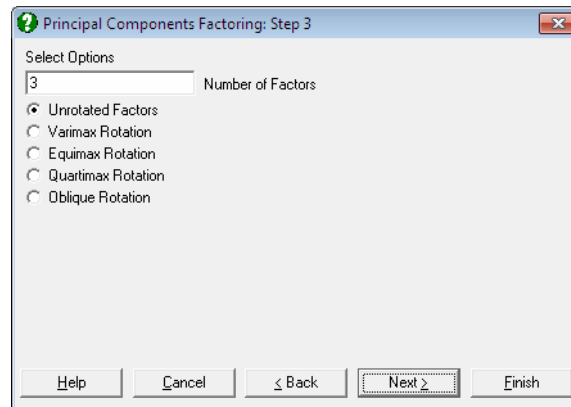 Principal Components Factoring: Step 3
Select Options
3 Number of Factors
Unrotated Factors
Varimax Rotation
Equimax Rotation
Quartimax Rotation
Oblique Rotation
Help Cancel < Back Next > Finish